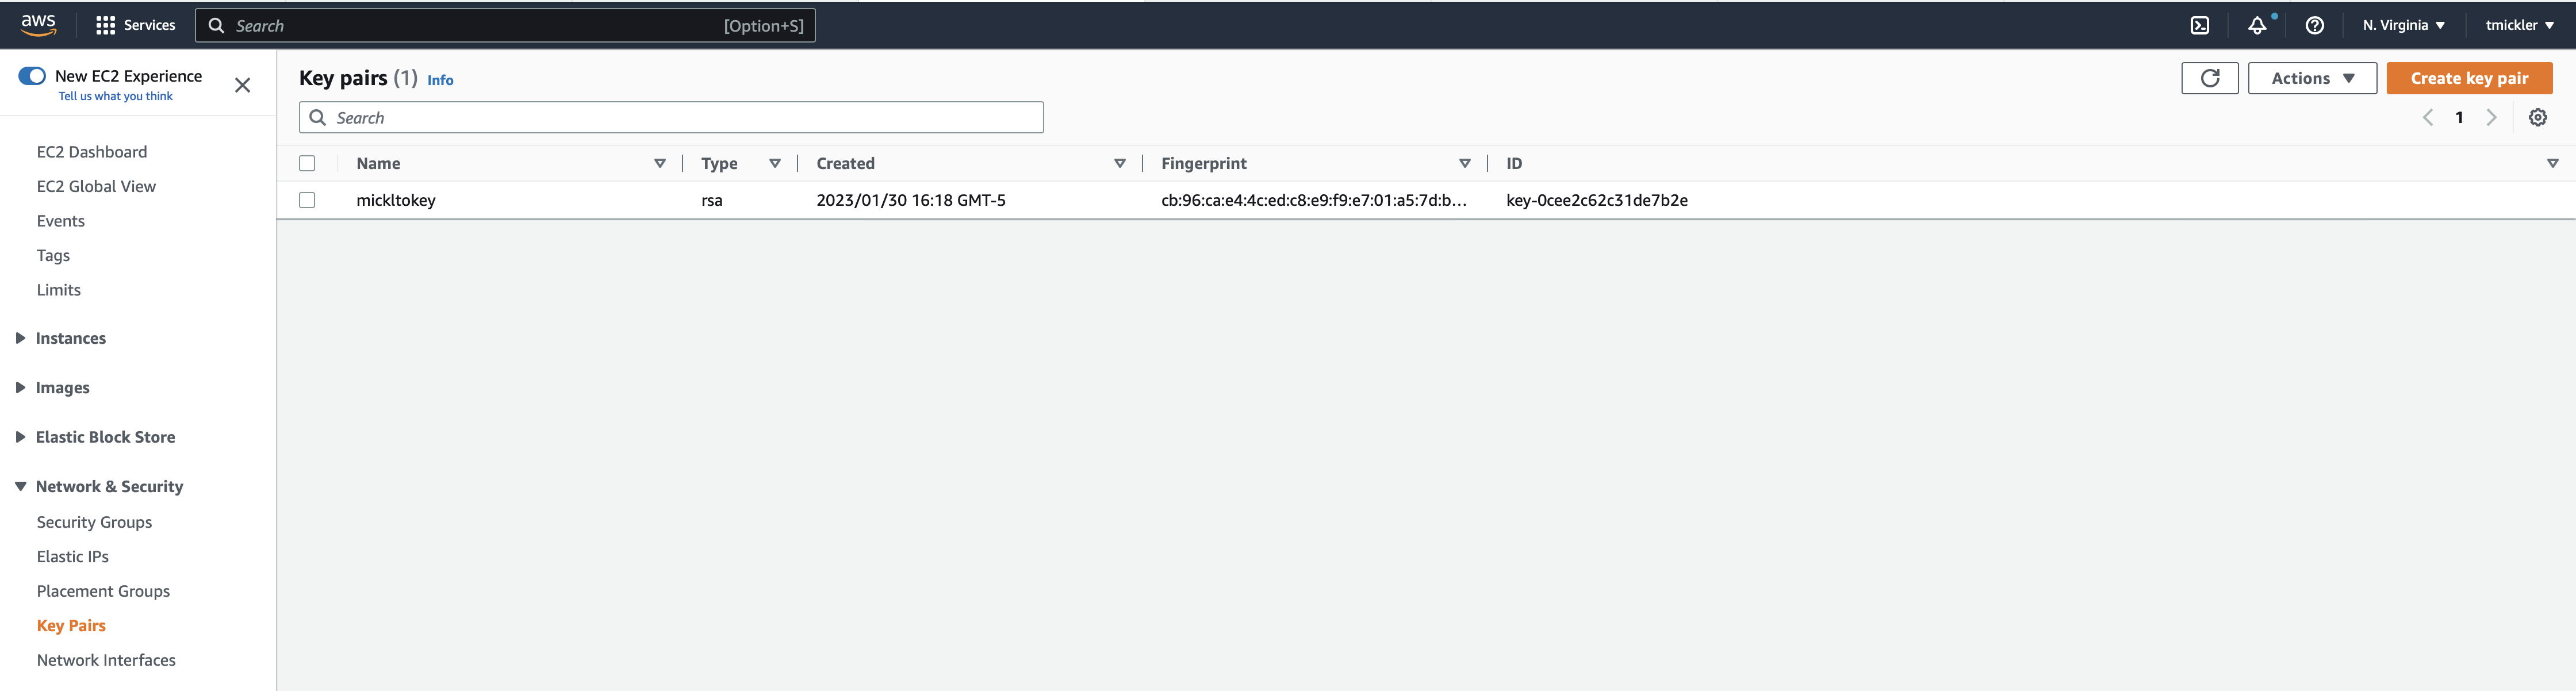 aws Services Search [Option+S] N. Virginia tmickler
New EC2 Experience
Tell us what you think
EC2 Dashboard
EC2 Global View
Events
Tags
Limits
Instances
Images
Elastic Block Store
Network & Security
Security Groups
Elastic IPs
Placement Groups
Key Pairs
Network Interfaces
Key pairs (1) Info Actions Create key pair
Search 1
Name Type Created Fingerprint ID
mickltokey rsa 2023/01/30 16:18 GMT-5 cb:96:ca:e4:4c:ed:c8:e9:f9:e7:01:a5:7d:b... key-0cee2c62c31de7b2e